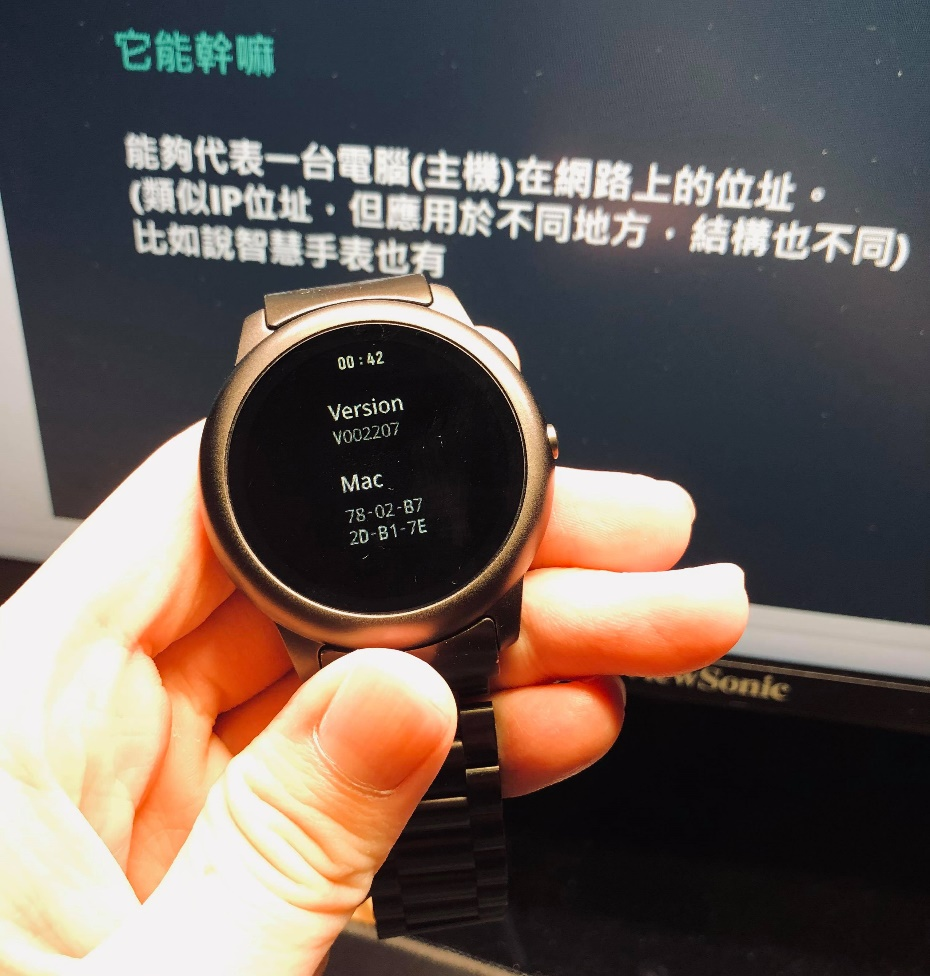 它能幹嘛
能夠代表一台電腦(主機)在網路上的位址。
(類似IP位址,但應用於不同地方,結構也不同)
比如說智慧手表也有
00:42
Version
V002207
Mac
78-02-B7
2D-B1-7E
ViewSonic